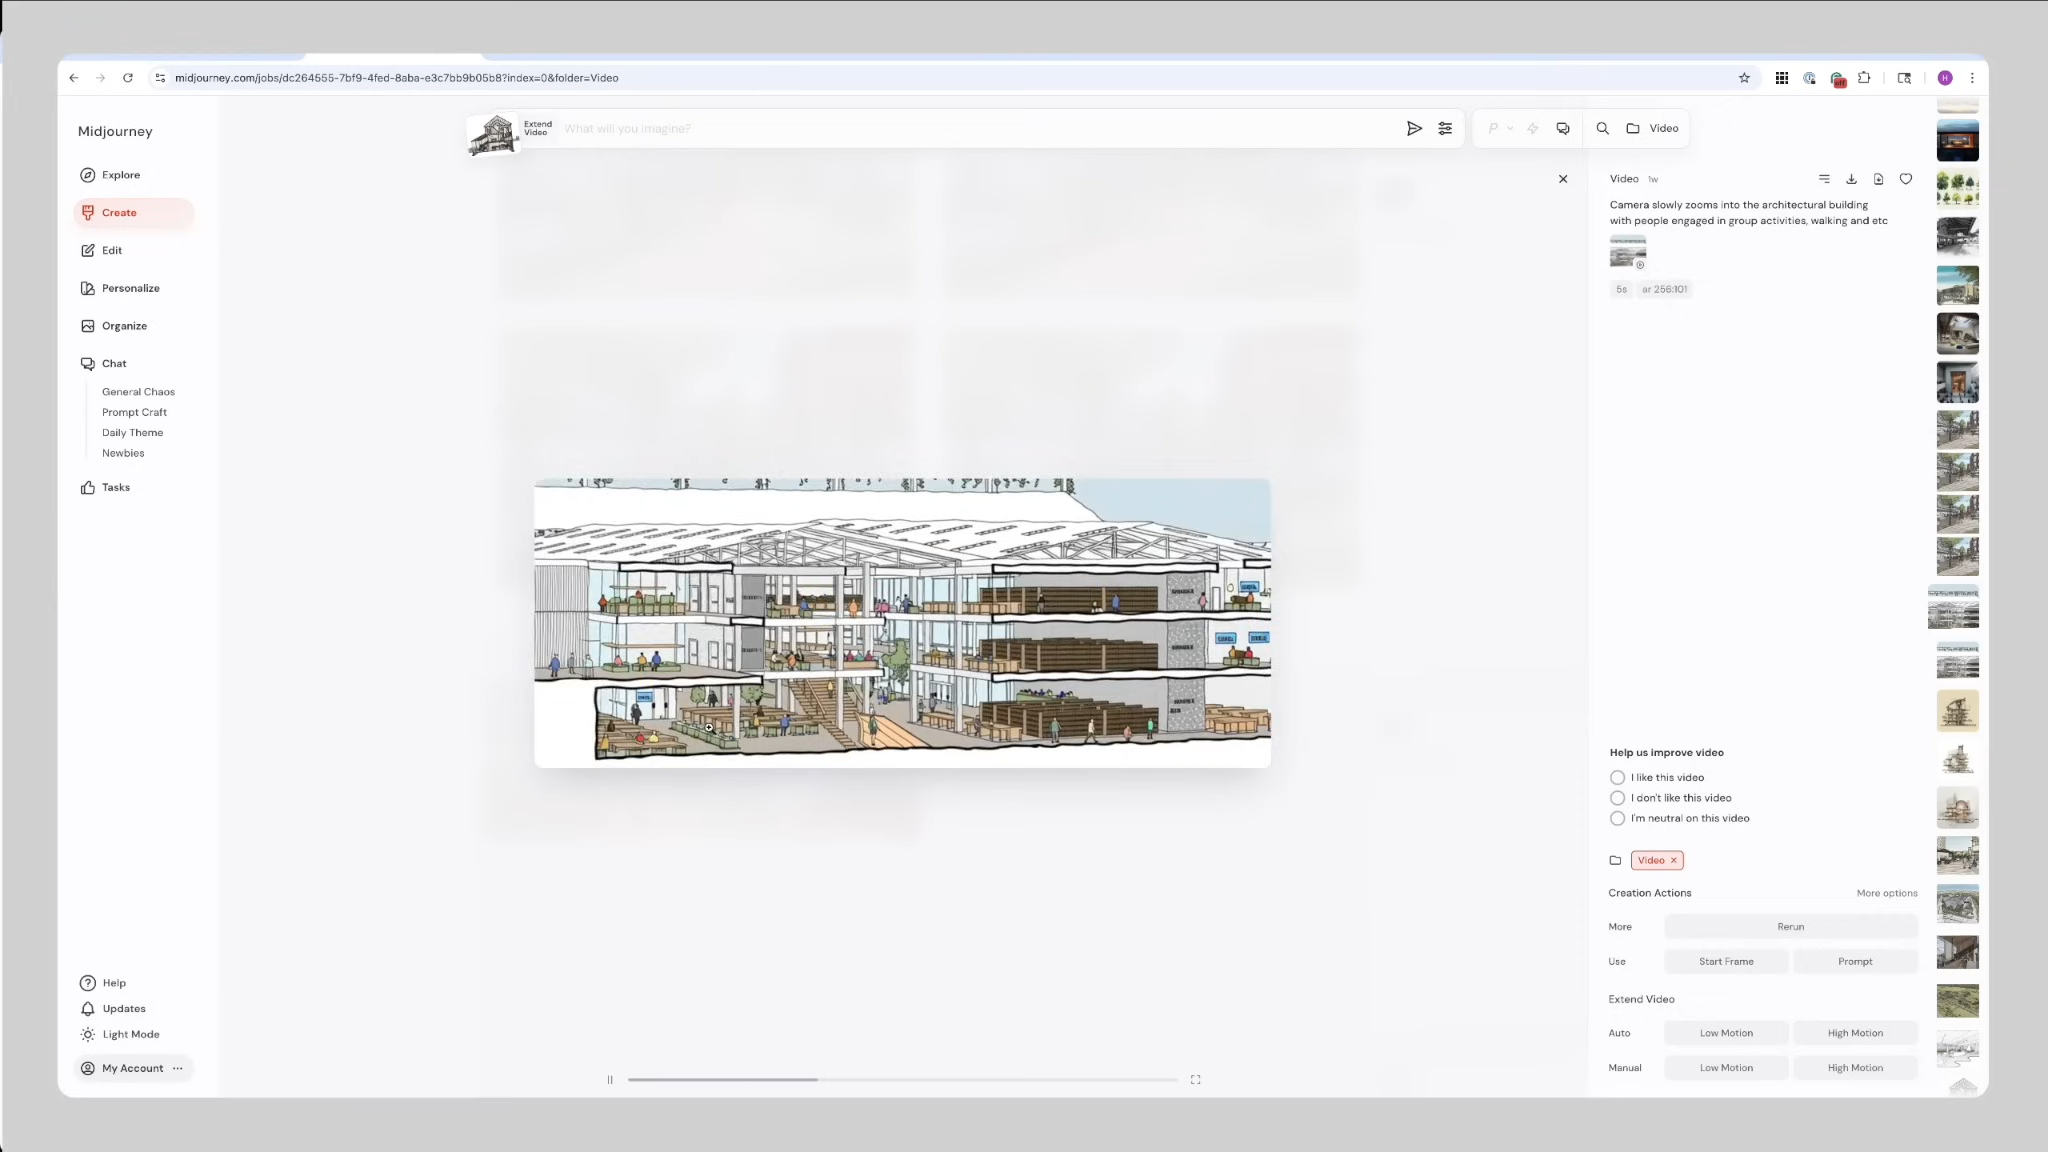 midjourney.com/jobs/dc264555-7bf9-4fed-8aba-e3c7bb9b05b8?index=0&folder=Video
off
H
Midjourney
Explore
Create
Edit
Personalize
Organize
Chat
General Chaos
Prompt Craft
Daily Theme
Newbies
Tasks
Help
Updates
Light Mode
My Account ...
Extend
Video
What will you imagine?
P
Video
Video 1w
Camera slowly zooms into the architectural building
with people engaged in group activities, walking and etc
5s ar 256:101
Help us improve video
I like this video
I don't like this video
I'm neutral on this video
Video ×
Creation Actions More options
More Rerun
Use Start Frame Prompt
Extend Video
Auto Low Motion High Motion
Manual Low Motion High Motion